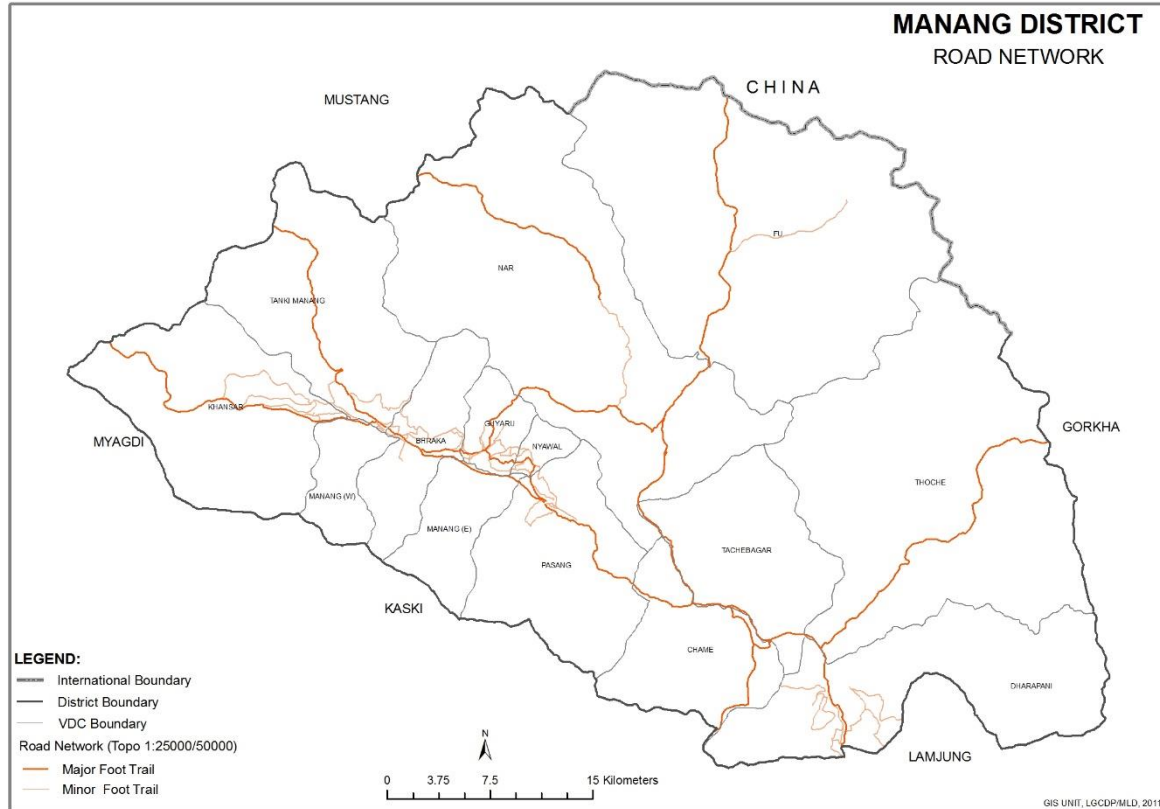 MANANG DISTRICT
ROAD NETWORK
CHINA
MUSTANG
FU
NAR
TANKI MANANG
KHANSAR
GUYARU
GORKHA
BHRAKA
NYAWAL
MYAGDI
THOCHE
MANANG (W)
MANANG (E)
TACHEBAGAR
PASANG
KASKI
CHAME
LEGEND:
International Boundary
DHARAPANI
District Boundary
VDC Boundary
Road Network (Topo 1:25000/50000)
N
LAMJUNG
Major Foot Trail
0 3.75 7.5 15 Kilometers
Minor Foot Trail
GIS UNIT, LGCDP/MLD,